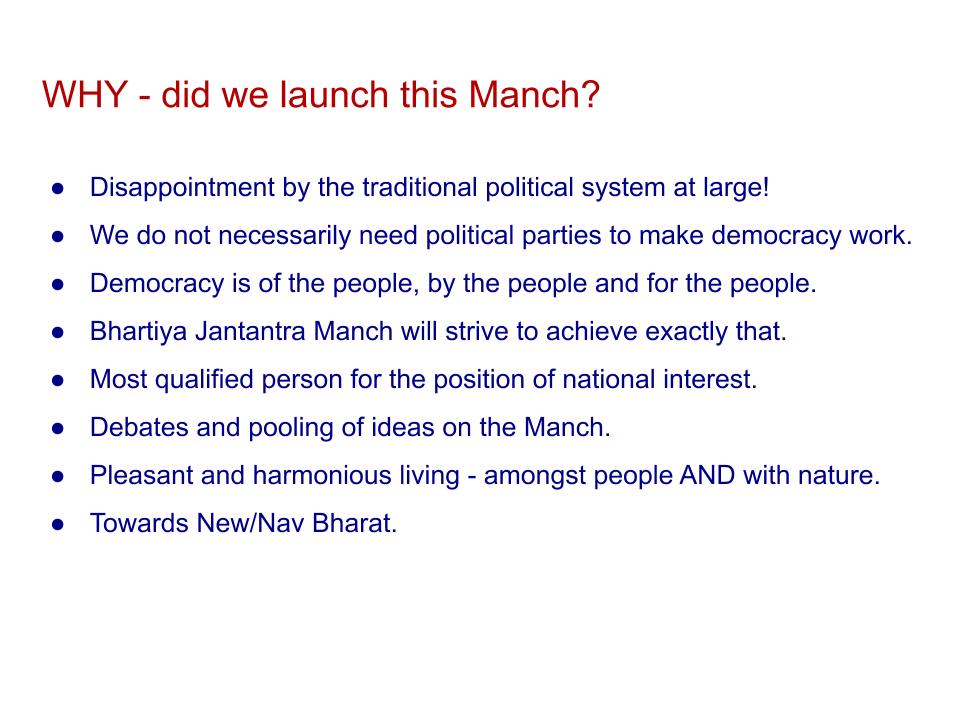 WHY - did we launch this Manch?
● Disappointment by the traditional political system at large!
● We do not necessarily need political parties to make democracy work.
● Democracy is of the people, by the people and for the people.
● Bhartiya Jantantra Manch will strive to achieve exactly that.
● Most qualified person for the position of national interest.
● Debates and pooling of ideas on the Manch.
● Pleasant and harmonious living - amongst people AND with nature.
● Towards New/Nav Bharat.